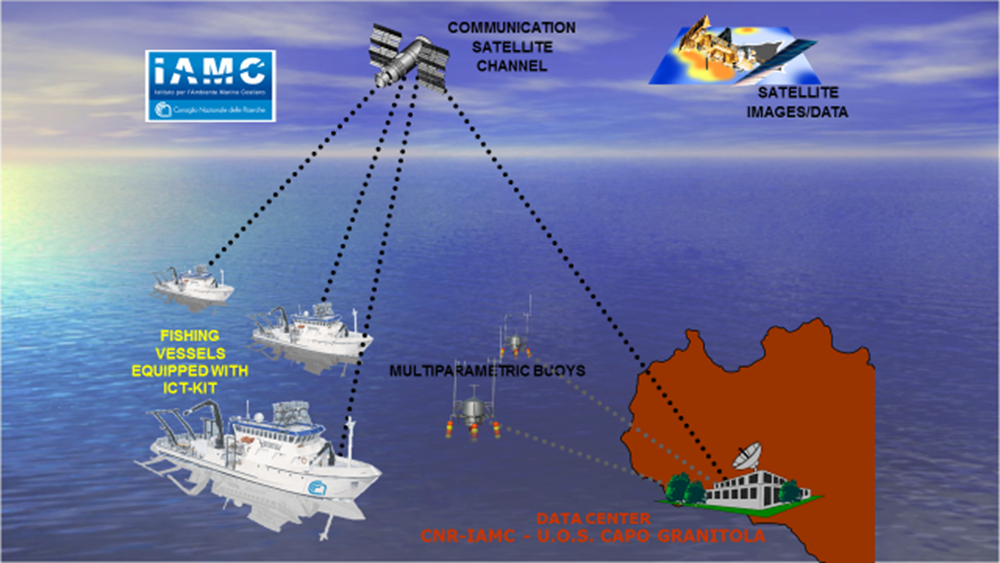 COMMUNICATION
SATELLITE
CHANNEL
iAMC
Istituto per l'Ambiente Marino Costiero
Consiglio Nazionale delle Ricerche
SATELLITE
IMAGES/DATA
FISHING
VESSELS
EQUIPPED WITH
ICT-KIT
MULTIPARAMETRIC BUOYS
DATA CENTER
CNR-IAMC - U.O.S. CAPO GRANITOLA